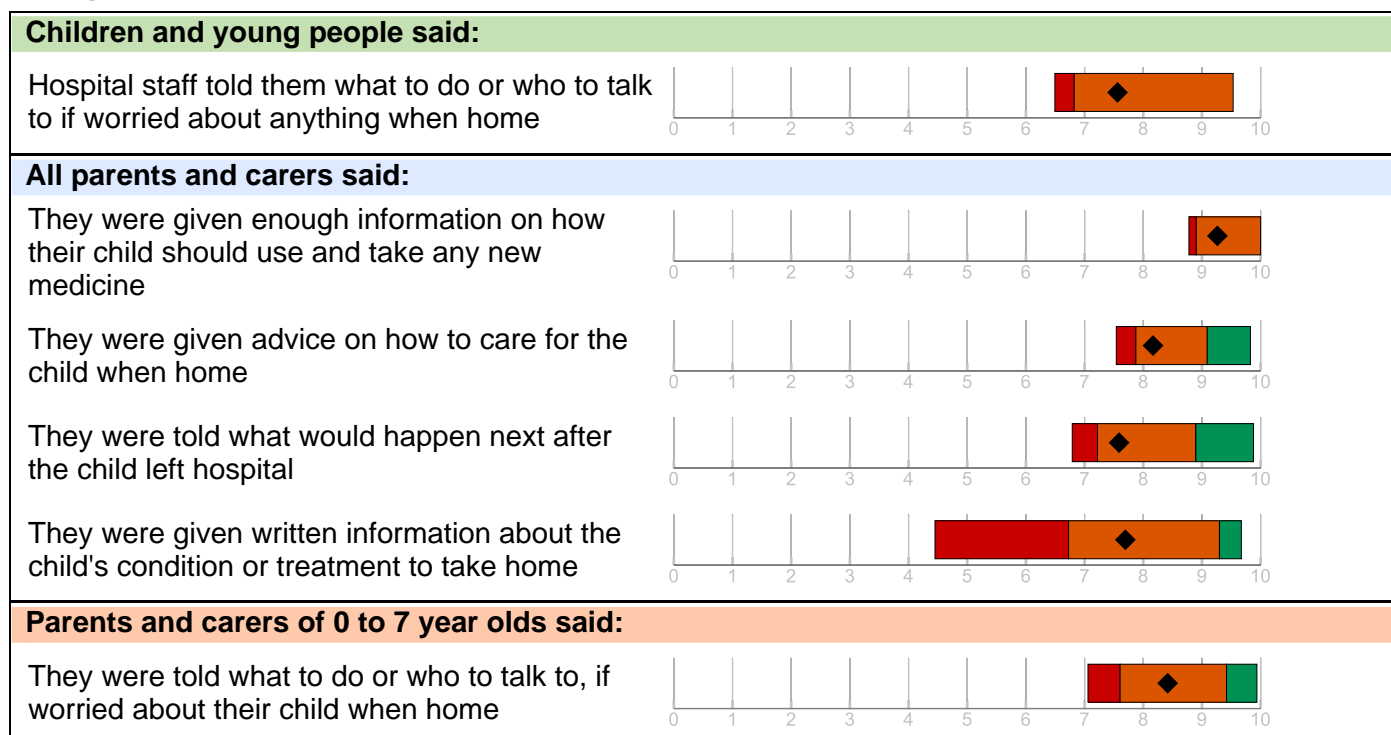 Children and young people said:
Hospital staff told them what to do or who to talk
to if worried about anything when home
0 1 2 3 4 5 6 7 8 9 10
All parents and carers said:
They were given enough information on how
their child should use and take any new
medicine
0 1 2 3 4 5 6 7 8 9 10
They were given advice on how to care for the
child when home
0 1 2 3 4 5 6 7 8 9 10
They were told what would happen next after
the child left hospital
0 1 2 3 4 5 6 7 8 9 10
They were given written information about the
child's condition or treatment to take home
0 1 2 3 4 5 6 7 8 9 10
Parents and carers of 0 to 7 year olds said:
They were told what to do or who to talk to, if
worried about their child when home
0 1 2 3 4 5 6 7 8 9 10